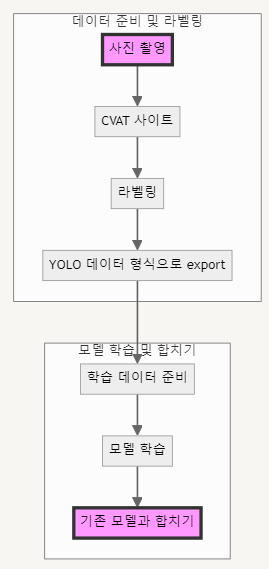 데이터 준비 및 라벨링
사진 촬영
CVAT 사이트
라벨링
YOLO 데이터 형식으로 export
모델 학습 및 합치기
학습 데이터 준비
모델 학습
기존 모델과 합치기